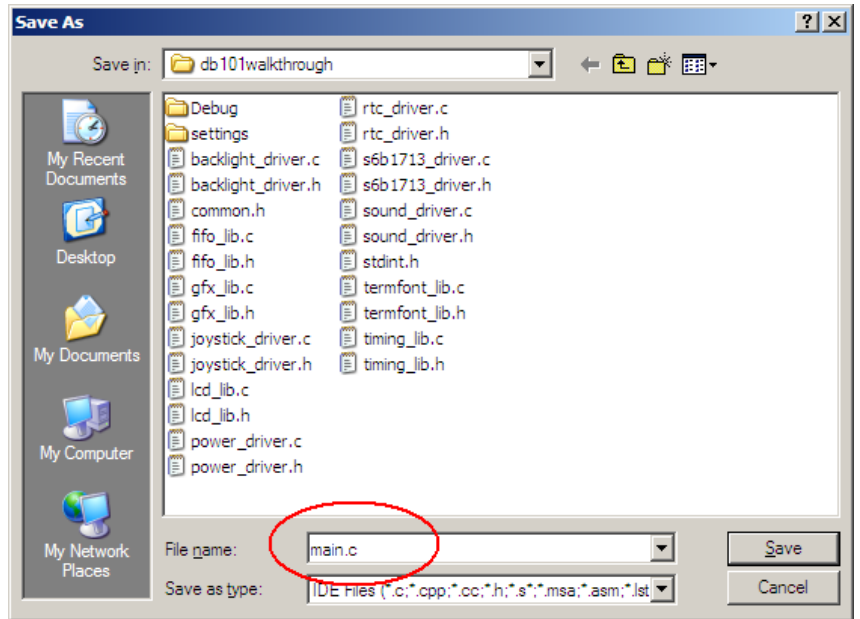 Save As
Save in:
db101walkthrough
My Recent
Documents
Desktop
My Documents
My Computer
My Network
Places
Debug
settings
backlight_driver.c
backlight_driver.h
common.h
fifo_lib.c
fifo_lib.h
gfx_lib.c
gfx_lib.h
joystick_driver.c
joystick_driver.h
lcd_lib.c
lcd_lib.h
power_driver.c
power_driver.h
rtc_driver.c
rtc_driver.h
s6b1713_driver.c
s6b1713_driver.h
sound_driver.c
sound_driver.h
stdint.h
termfont_lib.c
termfont_lib.h
timing_lib.c
timing_lib.h
File name:
main.c
Save
Save as type:
IDE Files (*.c;*.cpp;*.cc;*.h;*.s*;*.msa;*.asm;*.lst
Cancel